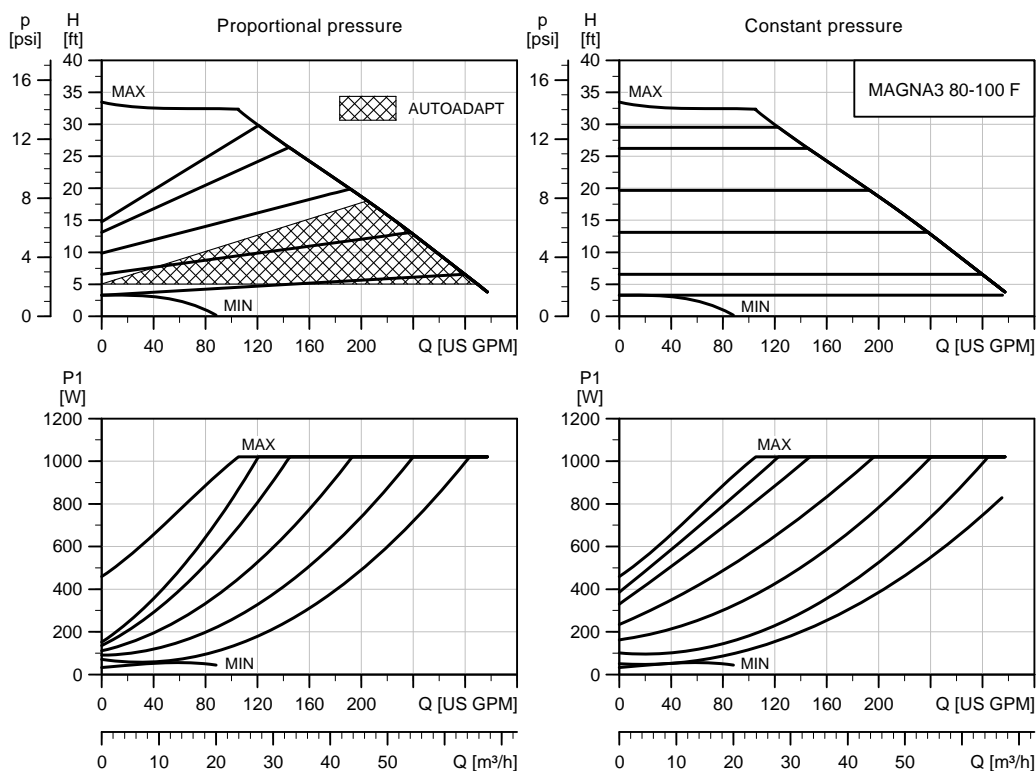 p
[psi]
H
[ft]
Proportional pressure
p
[psi]
H
[ft]
Constant pressure
16
12
8
4
0
40
35
30
25
20
15
10
5
0
MAX
AUTOADAPT
MIN
0 40 80 120 160 200 Q [US GPM]
16
12
8
4
0
40
35
30
25
20
15
10
5
0
MAX
MAGNA3 80-100 F
MIN
0 40 80 120 160 200 Q [US GPM]
P1
[W]
1200
1000
800
600
400
200
0
MAX
MIN
0 40 80 120 160 200 Q [US GPM]
0 10 20 30 40 50 Q [m³/h]
P1
[W]
1200
1000
800
600
400
200
0
MAX
MIN
0 40 80 120 160 200 Q [US GPM]
0 10 20 30 40 50 Q [m³/h]